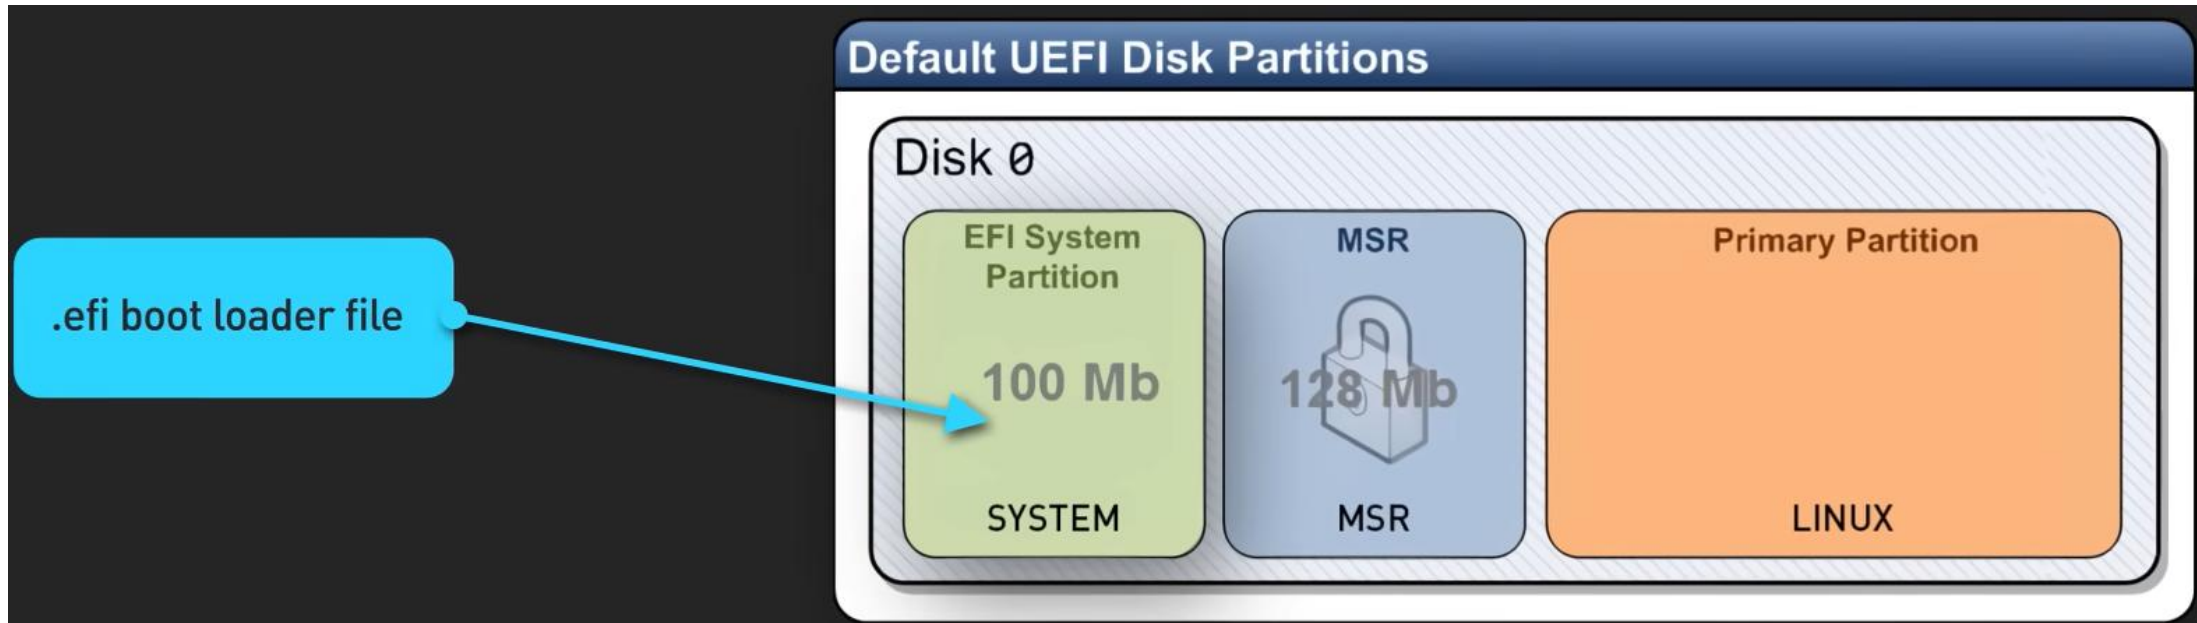 Default UEFI Disk Partitions
Disk 0
.efi boot loader file
EFI System
Partition
100 Mb
SYSTEM
MSR
128 Mb
MSR
Primary Partition
LINUX